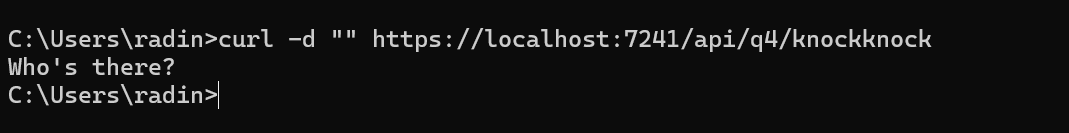 C:\Users\radin>curl -d "" https://localhost:7241/api/q4/knockknock
Who's there?
C:\Users\radin>